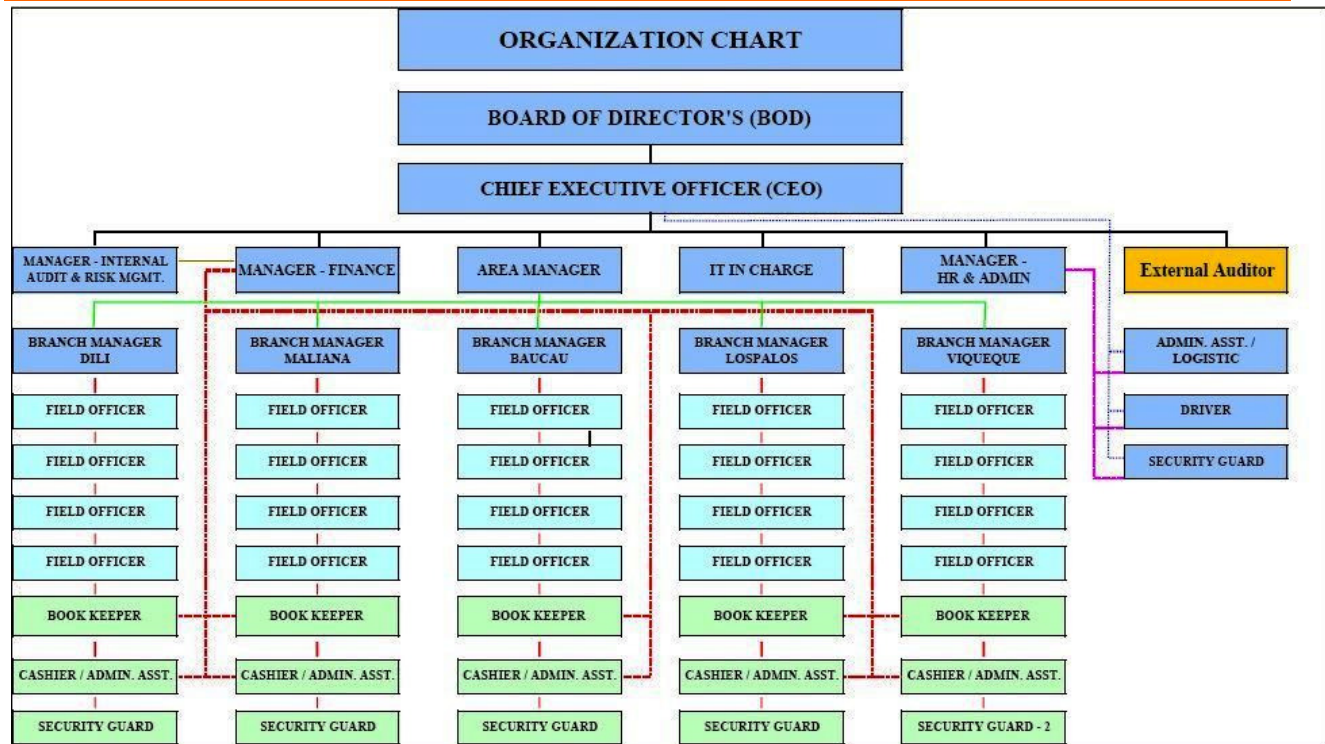 ORGANIZATION CHART
BOARD OF DIRECTOR'S (BOD)
CHIEF EXECUTIVE OFFICER (CEO)
MANAGER - INTERNAL
AUDIT & RISK MGMT.
MANAGER - FINANCE
AREA MANAGER
IT IN CHARGE
MANAGER -
HR & ADMIN
External Auditor
BRANCH MANAGER
DILI
BRANCH MANAGER
MALIANA
BRANCH MANAGER
BAUCAU
BRANCH MANAGER
LOSPALOS
BRANCH MANAGER
VIQUEQUE
ADMIN. ASST. /
LOGISTIC
FIELD OFFICER
FIELD OFFICER
FIELD OFFICER
FIELD OFFICER
FIELD OFFICER
DRIVER
FIELD OFFICER
FIELD OFFICER
FIELD OFFICER
FIELD OFFICER
FIELD OFFICER
SECURITY GUARD
FIELD OFFICER
FIELD OFFICER
FIELD OFFICER
FIELD OFFICER
FIELD OFFICER
FIELD OFFICER
FIELD OFFICER
FIELD OFFICER
FIELD OFFICER
FIELD OFFICER
BOOK KEEPER
BOOK KEEPER
BOOK KEEPER
BOOK KEEPER
BOOK KEEPER
CASHIER / ADMIN. ASST.
CASHIER / ADMIN. ASST.
CASHIER / ADMIN. ASST.
CASHIER / ADMIN. ASST.
CASHIER / ADMIN. ASST.
SECURITY GUARD
SECURITY GUARD
SECURITY GUARD
SECURITY GUARD
SECURITY GUARD - 2